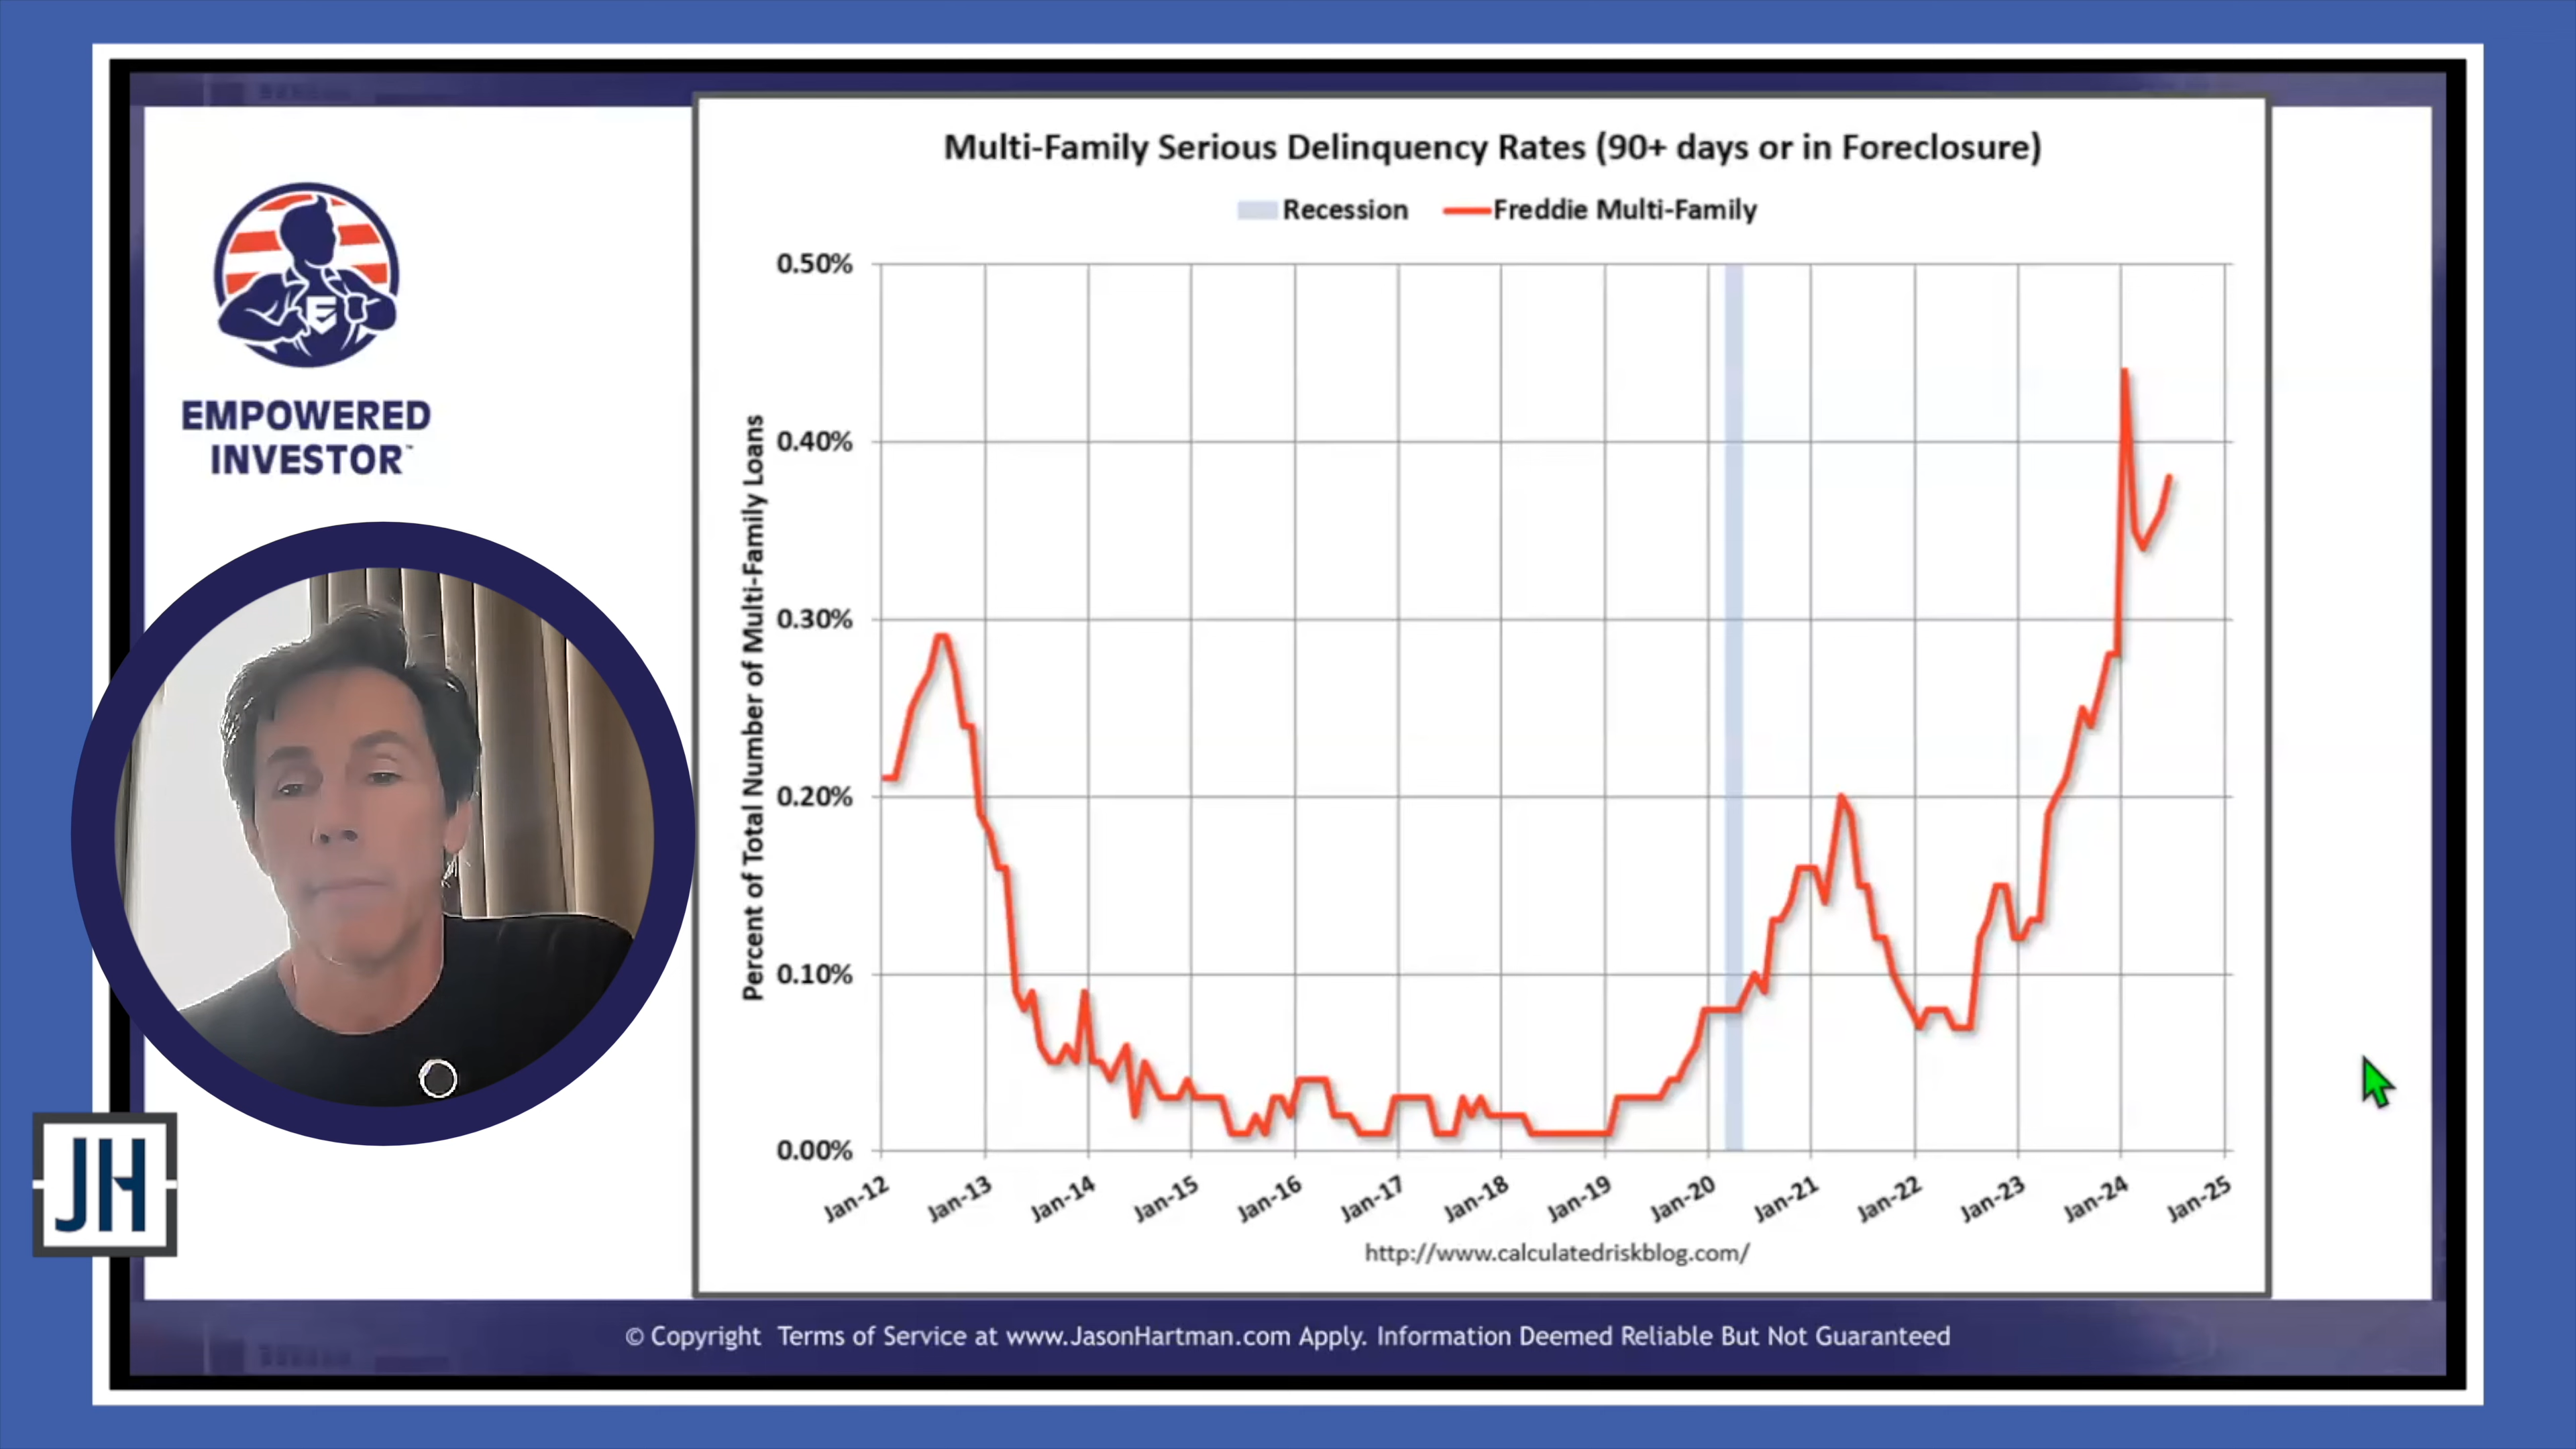 Multi-Family Serious Delinquency Rates (90+ days or in Foreclosure)
Recession
Freddie Multi-Family
EMPOWERED
INVESTOR™
Percent of Total Number of Multi-Family Loans
0.50%
0.40%
0.30%
0.20%
0.10%
0.00%
Jan-12
Jan-13
Jan-14
Jan-15
Jan-16
Jan-17
Jan-18
Jan-19
Jan-20
Jan-21
Jan-22
Jan-23
Jan-24
Jan-25
http://www.calculatedriskblog.com/
JH
© Copyright Terms of Service at www.JasonHartman.com Apply. Information Deemed Reliable But Not Guaranteed